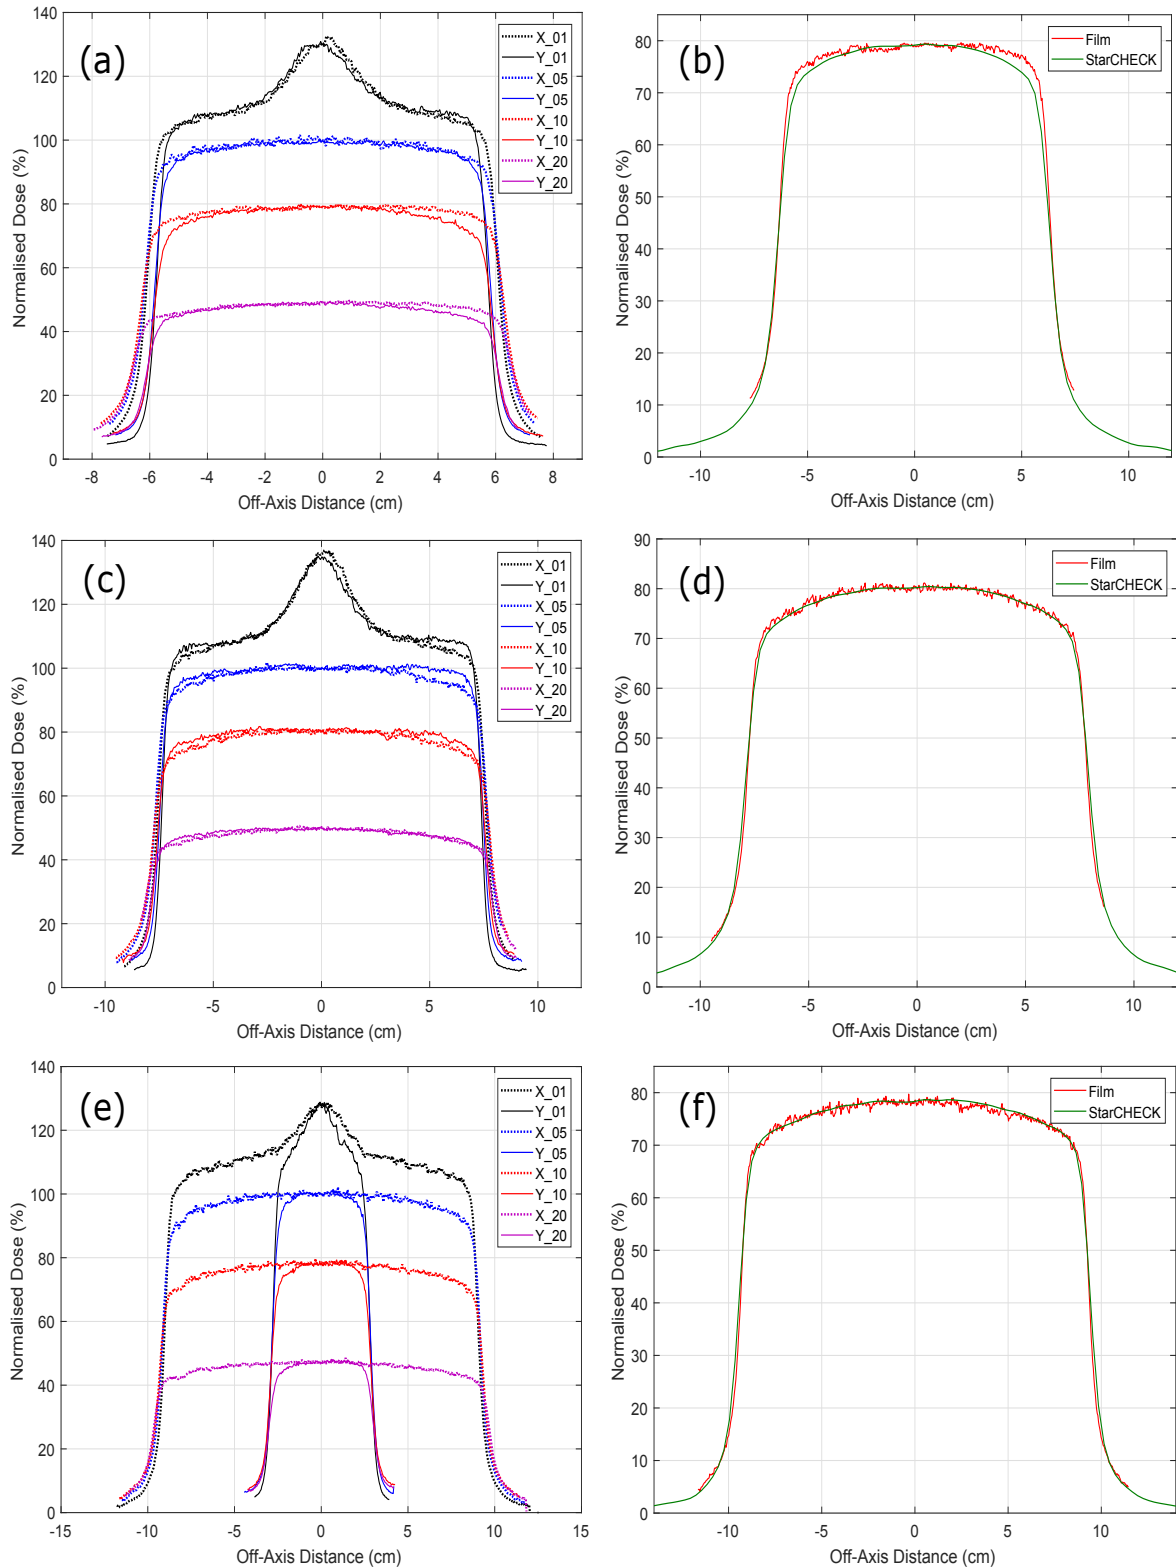 (a)
140
120
100
80
60
40
20
0
-8 -6 -4 -2 0 2 4 6 8
Normalised Dose (%)
Off-Axis Distance (cm)
X_01
Y_01
X_05
Y_05
X_10
Y_10
X_20
Y_20
(b)
80
70
60
50
40
30
20
10
0
-10 -5 0 5 10
Normalised Dose (%)
Off-Axis Distance (cm)
Film
StarCHECK
(c)
140
120
100
80
60
40
20
0
-10 -5 0 5 10
Normalised Dose (%)
Off-Axis Distance (cm)
X_01
Y_01
X_05
Y_05
X_10
Y_10
X_20
Y_20
(d)
90
80
70
60
50
40
30
20
10
0
-10 -5 0 5 10
Normalised Dose (%)
Off-Axis Distance (cm)
Film
StarCHECK
(e)
140
120
100
80
60
40
20
0
-15 -10 -5 0 5 10 15
Normalised Dose (%)
Off-Axis Distance (cm)
X_01
Y_01
X_05
Y_05
X_10
Y_10
X_20
Y_20
(f)
80
70
60
50
40
30
20
10
0
-10 -5 0 5 10
Normalised Dose (%)
Off-Axis Distance (cm)
Film
StarCHECK